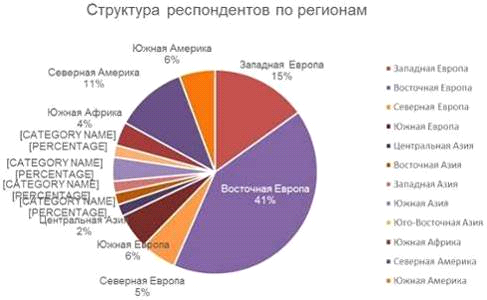 Структура респондентов по регионам
Южная Америка
6%
Западная Европа
15%
Северная Америка
11%
Южная Африка
4%
[CATEGORY NAME]
[PERCENTAGE]
[CATEGORY NAME]
[PERCENTAGE]
[CATEGORY NAME]
[PERCENTAGE]
[CATEGORY NAME]
[PERCENTAGE]
Центральная Азия
2%
Южная Европа
6%
Северная Европа
5%
Восточная Европа
41%
Западная Европа
Восточная Европа
Северная Европа
Южная Европа
Центральная Азия
Восточная Азия
Западная Азия
Южная Азия
Юго-Восточная Азия
Южная Африка
Северная Америка
Южная Америка